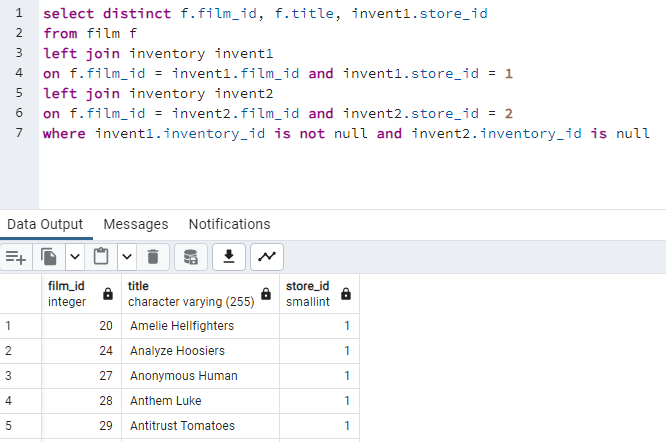 1 select distinct f.film_id, f.title, invent1.store_id
2 from film f
3 left join inventory invent1
4 on f.film_id = invent1.film_id and invent1.store_id = 1
5 left join inventory invent2
6 on f.film_id = invent2.film_id and invent2.store_id = 2
7 where invent1.inventory_id is not null and invent2.inventory_id is null
Data Output Messages Notifications
film_id title store_id
integer character varying (255) smallint
1 20 Amelie Hellfighters 1
2 24 Analyze Hoosiers 1
3 27 Anonymous Human 1
4 28 Anthem Luke 1
5 29 Antitrust Tomatoes 1